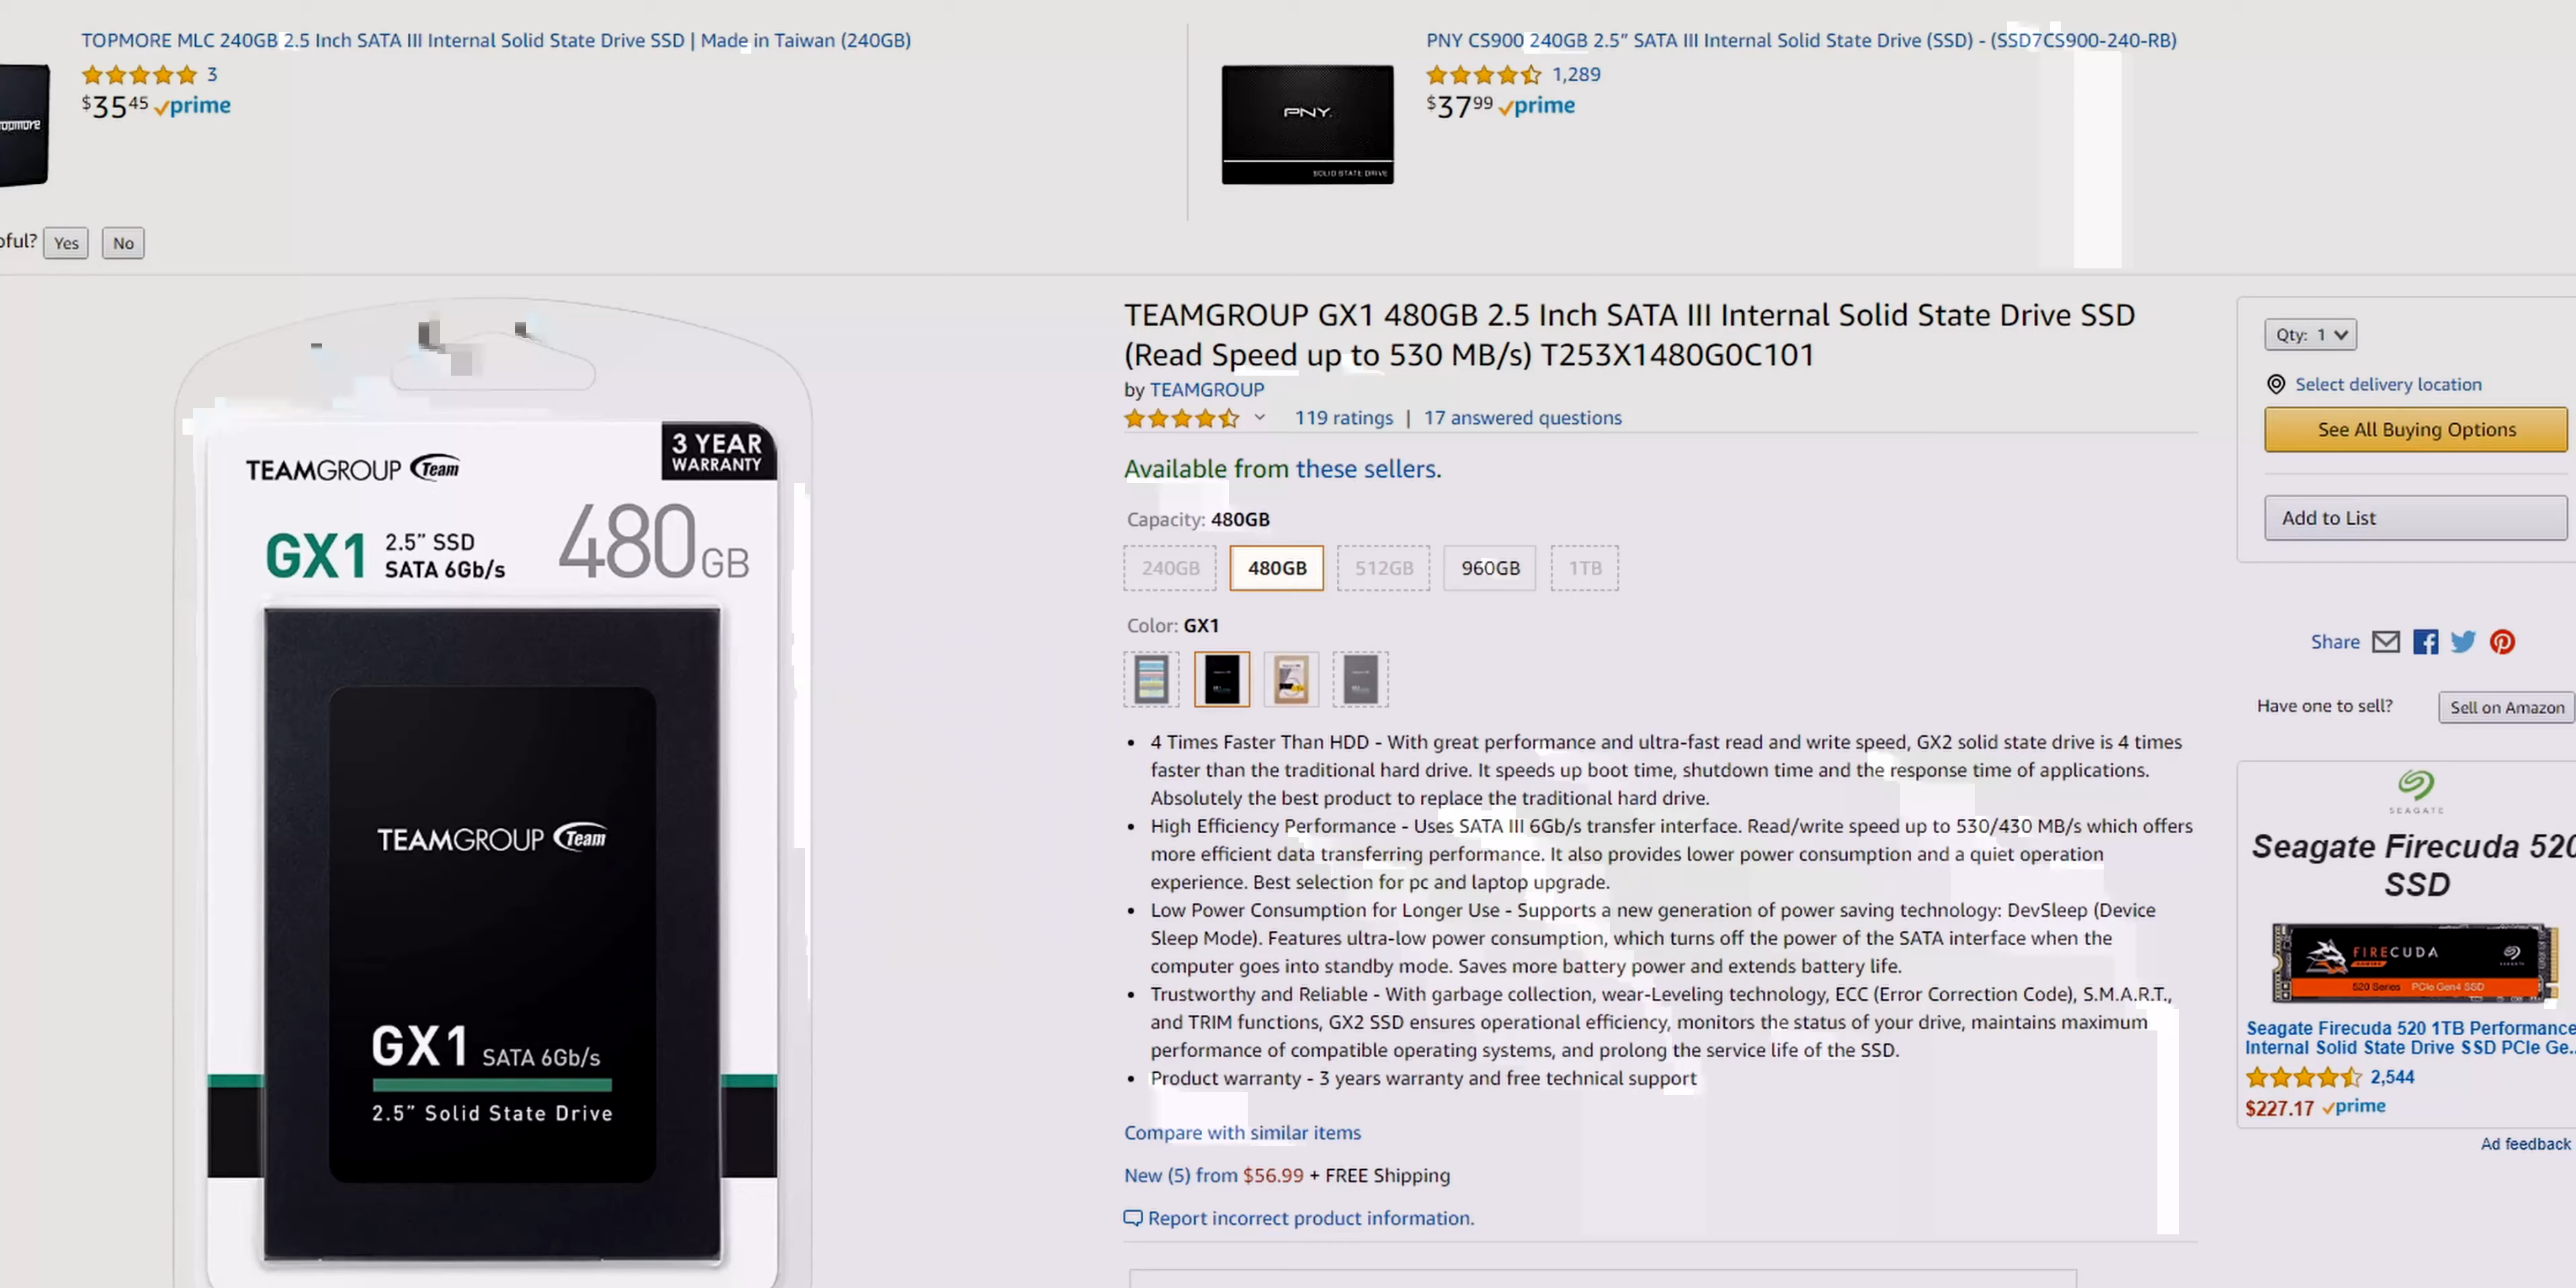 TOPMORE MLC 240GB 2.5 Inch SATA III Internal Solid State Drive SSD | Made in Taiwan (240GB)
3
$35 45 prime
PNY CS900 240GB 2.5" SATA III Internal Solid State Drive (SSD) - (SSD7CS900-240-RB)
1,289
$37 99 prime
PNY
SOLID STATE DRIVE
Yes
No
TEAMGROUP Team
3 YEAR
WARRANTY
GX1
2.5" SSD
SATA 6Gb/s
480GB
TEAMGROUP Team
GX1 SATA 6Gb/s
2.5" Solid State Drive
TEAMGROUP GX1 480GB 2.5 Inch SATA III Internal Solid State Drive SSD
(Read Speed up to 530 MB/s) T253X1480G0C101
by TEAMGROUP
119 ratings | 17 answered questions
Available from these sellers.
Capacity: 480GB
240GB 480GB 512GB 960GB 1TB
Color: GX1
• 4 Times Faster Than HDD - With great performance and ultra-fast read and write speed, GX2 solid state drive is 4 times
faster than the traditional hard drive. It speeds up boot time, shutdown time and the response time of applications.
Absolutely the best product to replace the traditional hard drive.
• High Efficiency Performance - Uses SATA III 6Gb/s transfer interface. Read/write speed up to 530/430 MB/s which offers
more efficient data transferring performance. It also provides lower power consumption and a quiet operation
experience. Best selection for pc and laptop upgrade.
• Low Power Consumption for Longer Use - Supports a new generation of power saving technology: DevSleep (Device
Sleep Mode). Features ultra-low power consumption, which turns off the power of the SATA interface when the
computer goes into standby mode. Saves more battery power and extends battery life.
• Trustworthy and Reliable - With garbage collection, wear-Leveling technology, ECC (Error Correction Code), S.M.A.R.T.,
and TRIM functions, GX2 SSD ensures operational efficiency, monitors the status of your drive, maintains maximum
performance of compatible operating systems, and prolong the service life of the SSD.
• Product warranty - 3 years warranty and free technical support
Compare with similar items
New (5) from $56.99 + FREE Shipping
Report incorrect product information.
Qty: 1
Select delivery location
See All Buying Options
Add to List
Share
Have one to sell?
Sell on Amazon
SEAGATE
Seagate Firecuda 520
SSD
FIRECUDA
520 Series PCIe Gen4 SSD
Seagate Firecuda 520 1TB Performance
Internal Solid State Drive SSD PCIe Ge..
2,544
$227.17 prime
Ad feedback